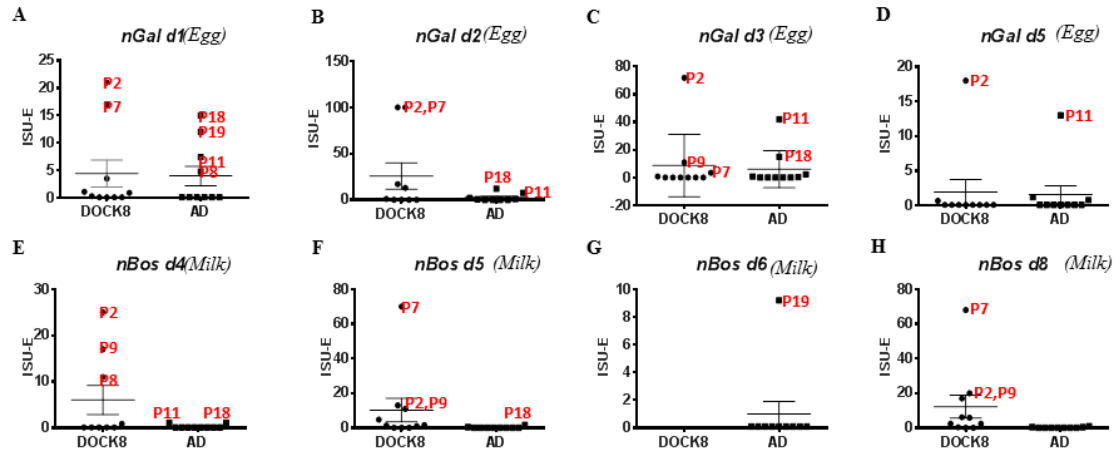 A
nGal d1(Egg)
ISU-E
25
20
15
10
5
0
P2
P7
P18
P19
P11
P8
DOCK8
AD
B
nGal d2(Egg)
ISU-E
150
100
50
0
P2,P7
P18
P11
DOCK8
AD
C
nGal d3 (Egg)
ISU-E
80
60
40
20
0
-20
P2
P9
P7
P11
P18
DOCK8
AD
D
nGal d5 (Egg)
ISU-E
20
15
10
5
0
P2
P11
DOCK8
AD
E
nBos d4(Milk)
ISU-E
30
20
10
0
P2
P9
P8
P11
P18
DOCK8
AD
F
nBos d5 (Milk)
ISU-E
80
60
40
20
0
P7
P2,P9
P18
DOCK8
AD
G
nBos d6 (Milk)
ISU-E
10
8
6
4
2
0
P19
DOCK8
AD
H
nBos d8 (Milk)
ISU-E
80
60
40
20
0
P7
P2,P9
DOCK8
AD